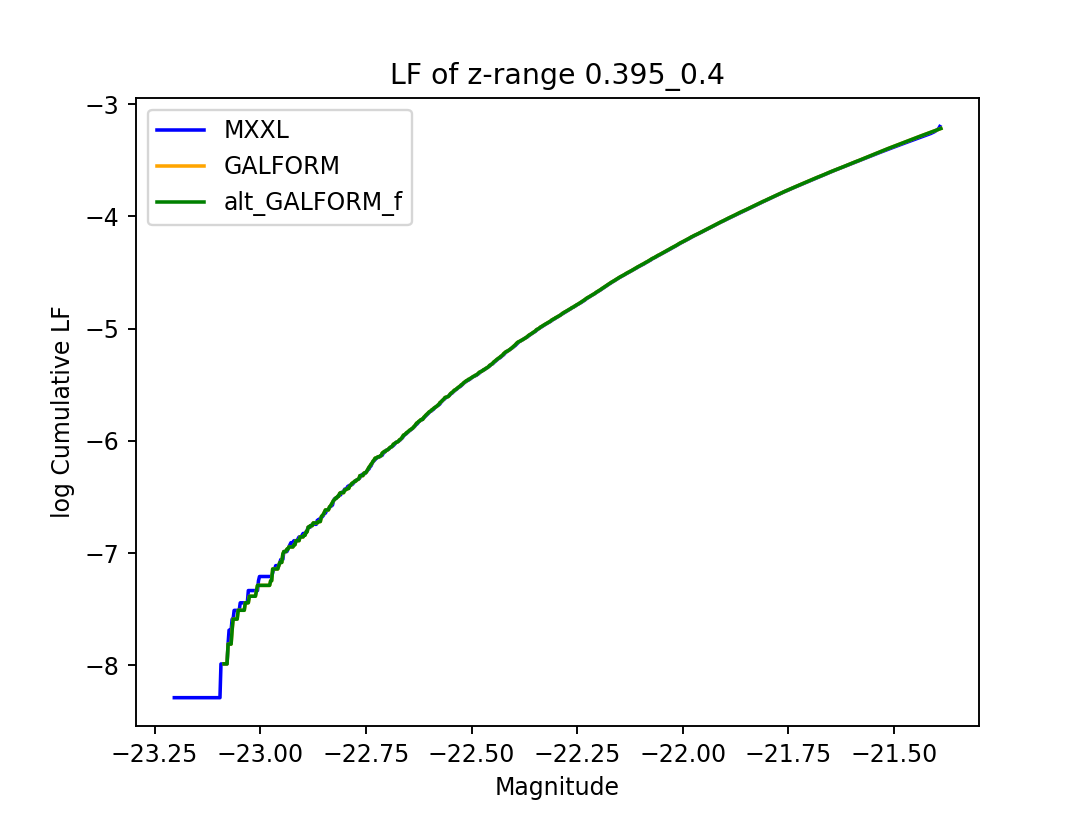 LF of z-range 0.395_0.4
MXXL
GALFORM
alt_GALFORM_f
log Cumulative LF
−3
−4
−5
−6
−7
−8
−23.25 −23.00 −22.75 −22.50 −22.25 −22.00 −21.75 −21.50
Magnitude